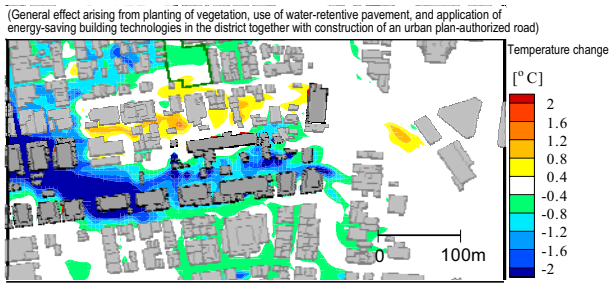 (General effect arising from planting of vegetation, use of water-retentive pavement, and application of
energy-saving building technologies in the district together with construction of an urban plan-authorized road)
Temperature change
[°C]
2
1.6
1.2
0.8
0.4
-0.4
-0.8
-1.2
-1.6
-2
0 100m